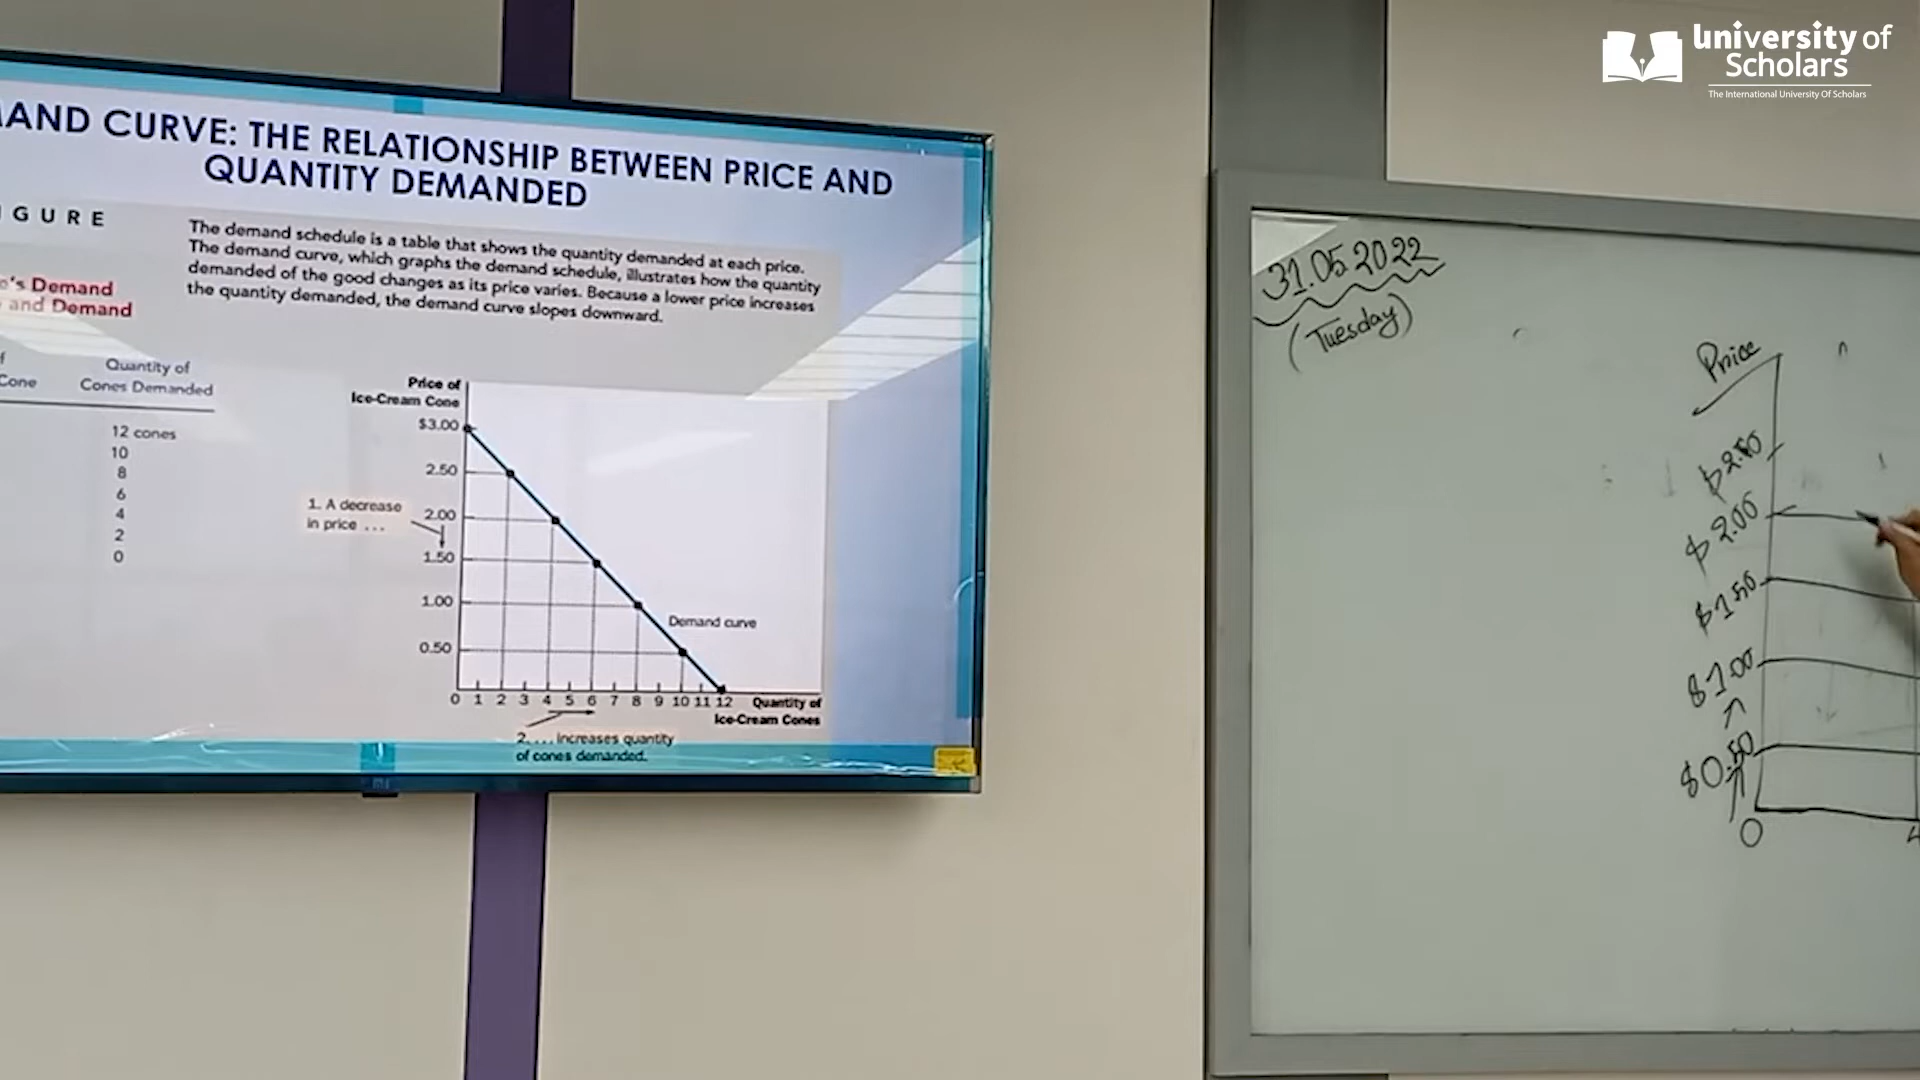 University of
Scholars
The International University Of Scholars
AND CURVE: THE RELATIONSHIP BETWEEN PRICE AND
QUANTITY DEMANDED
GURE
The demand schedule is a table that shows the quantity demanded at each price.
The demand curve, which graphs the demand schedule, illustrates how the quantity
demanded of the good changes as its price varies. Because a lower price increases
the quantity demanded, the demand curve slopes downward.
's Demand
and Demand
Cone
Quantity of
Cones Demanded
12 cones
10
8
6
4
2
0
Price of
Ice-Cream Cone
$3.00
2.50
2.00
1.50
1.00
0.50
1. A decrease
in price ...
Demand curve
0 1 2 3 4 5 6 7 8 9 10 11 12
Quantity of
Ice-Cream Cones
2. ... increases quantity
of cones demanded.
31.05.2022
(Tuesday)
Price
$2.50
$2.00
$1.50
$1.00
$0.50
0